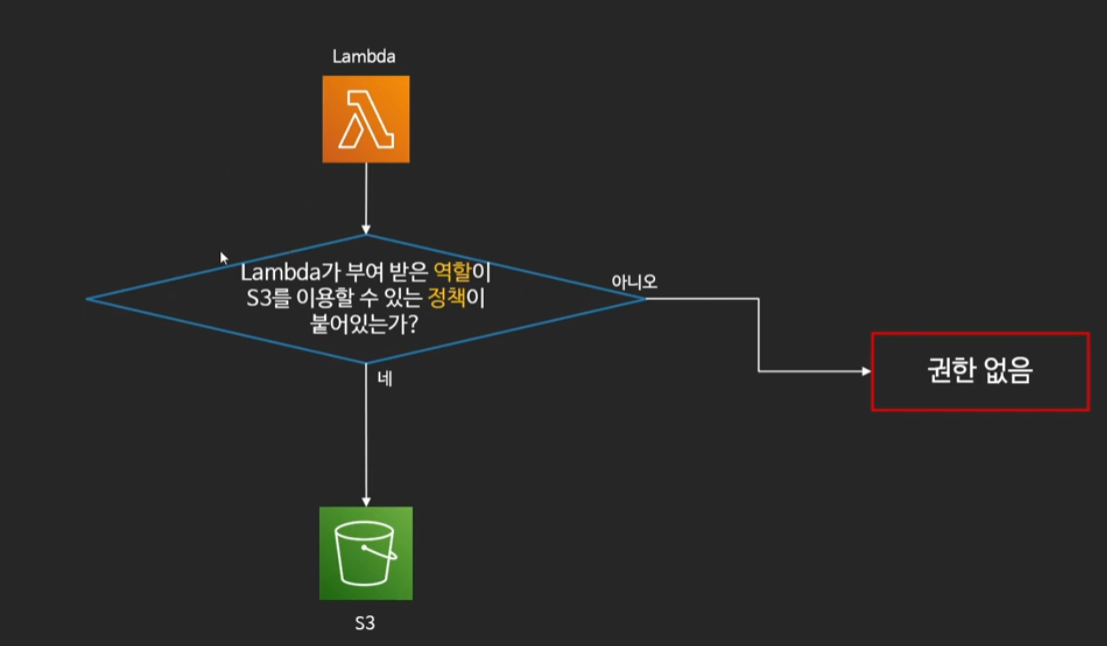 Lambda
Lambda가 부여 받은 역할이
S3를 이용할 수 있는 정책이
붙어있는가?
아니오
권한 없음
네
S3